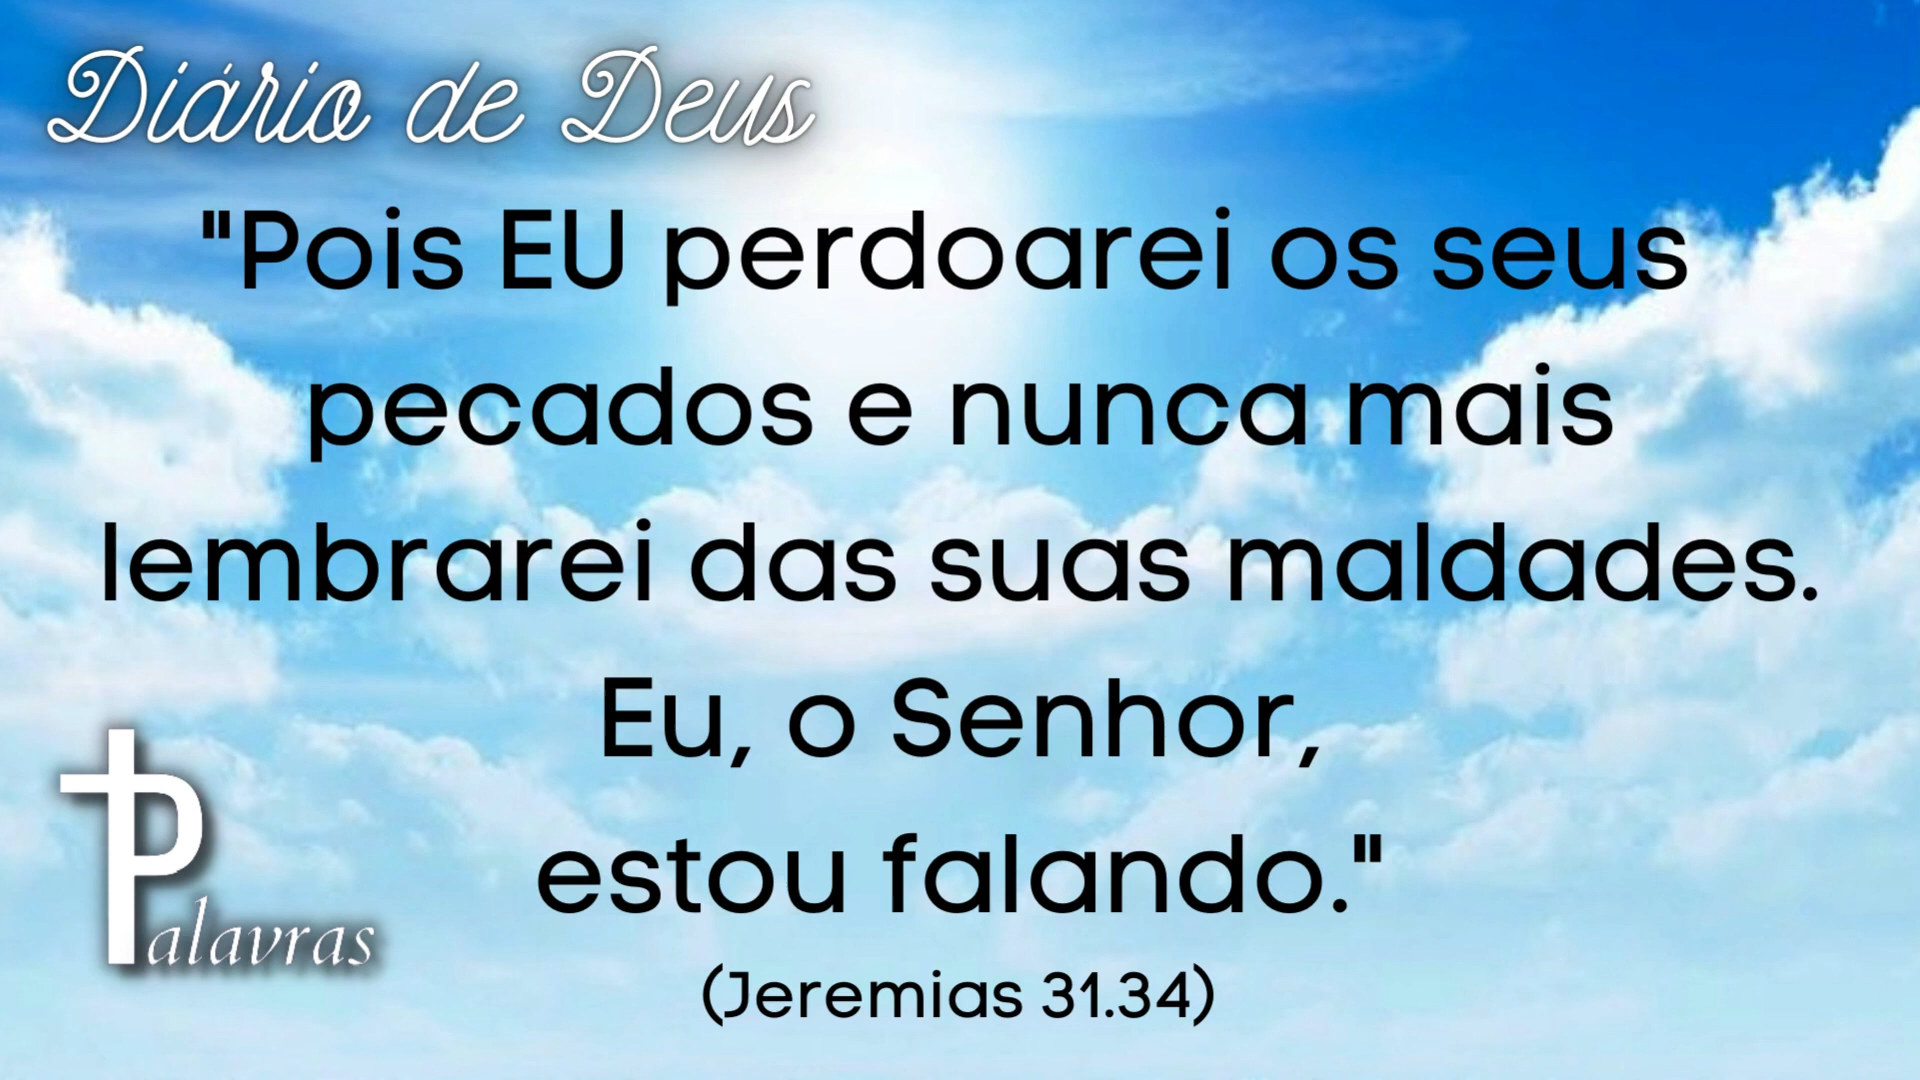 Diário de Deus
"Pois EU perdoarei os seus
pecados e nunca mais
lembrarei das suas maldades.
Eu, o Senhor,
estou falando."
Palavras
(Jeremias 31.34)